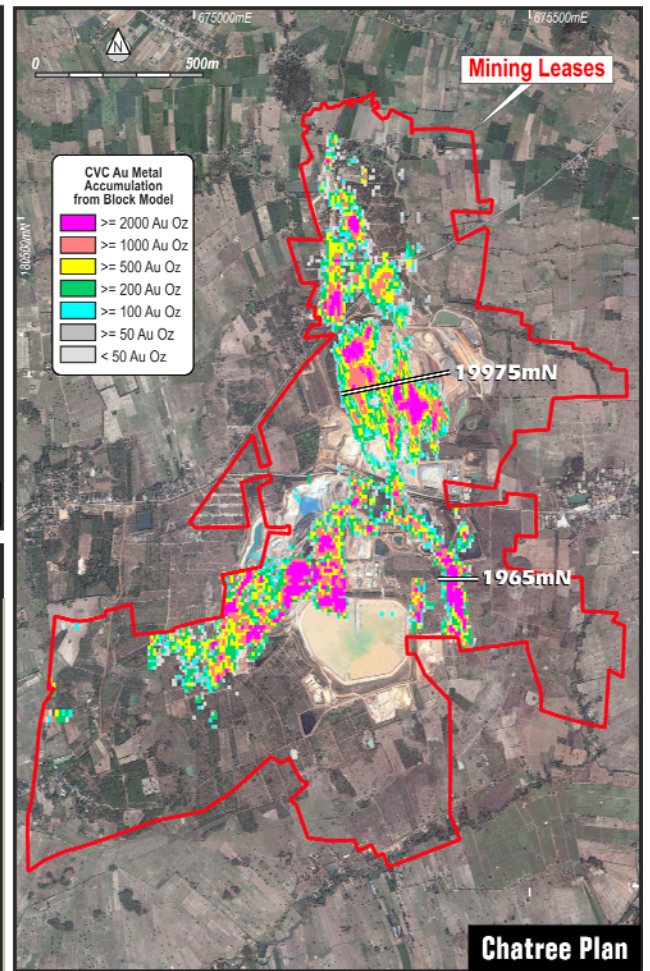 675000mE
675500mE
N
0
500m
Mining Leases
CVC Au Metal
Accumulation
from Block Model
>= 2000 Au Oz
>= 1000 Au Oz
>= 500 Au Oz
>= 200 Au Oz
>= 100 Au Oz
>= 50 Au Oz
< 50 Au Oz
180500mN
19975mN
1965mN
Chatree Plan